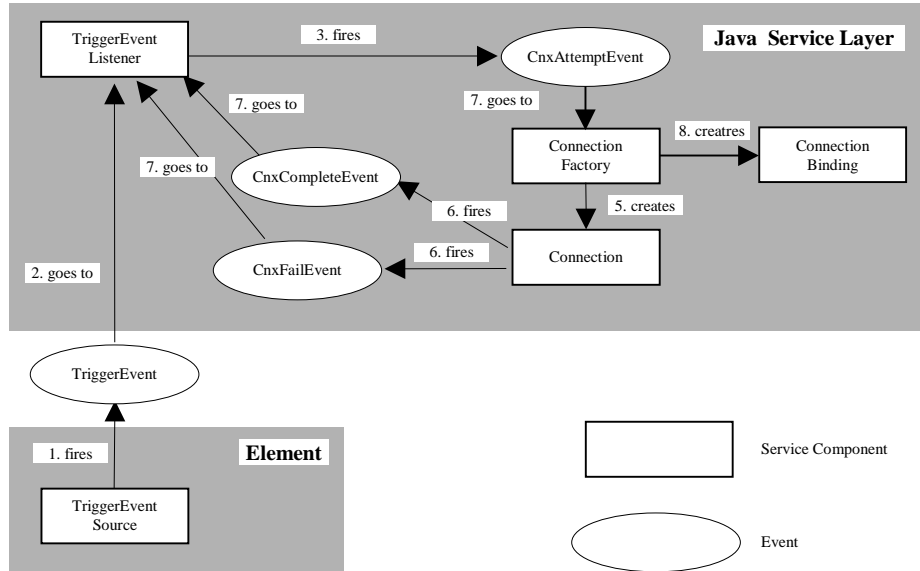 TriggerEvent
Listener
3. fires
CnxAttemptEvent
Java Service Layer
7. goes to
7. goes to
7. goes to
CnxCompleteEvent
Connection
Factory
8. creatres
Connection
Binding
5. creates
6. fires
6. fires
CnxFailEvent
Connection
2. goes to
TriggerEvent
1. fires
Element
TriggerEvent
Source
Service Component
Event